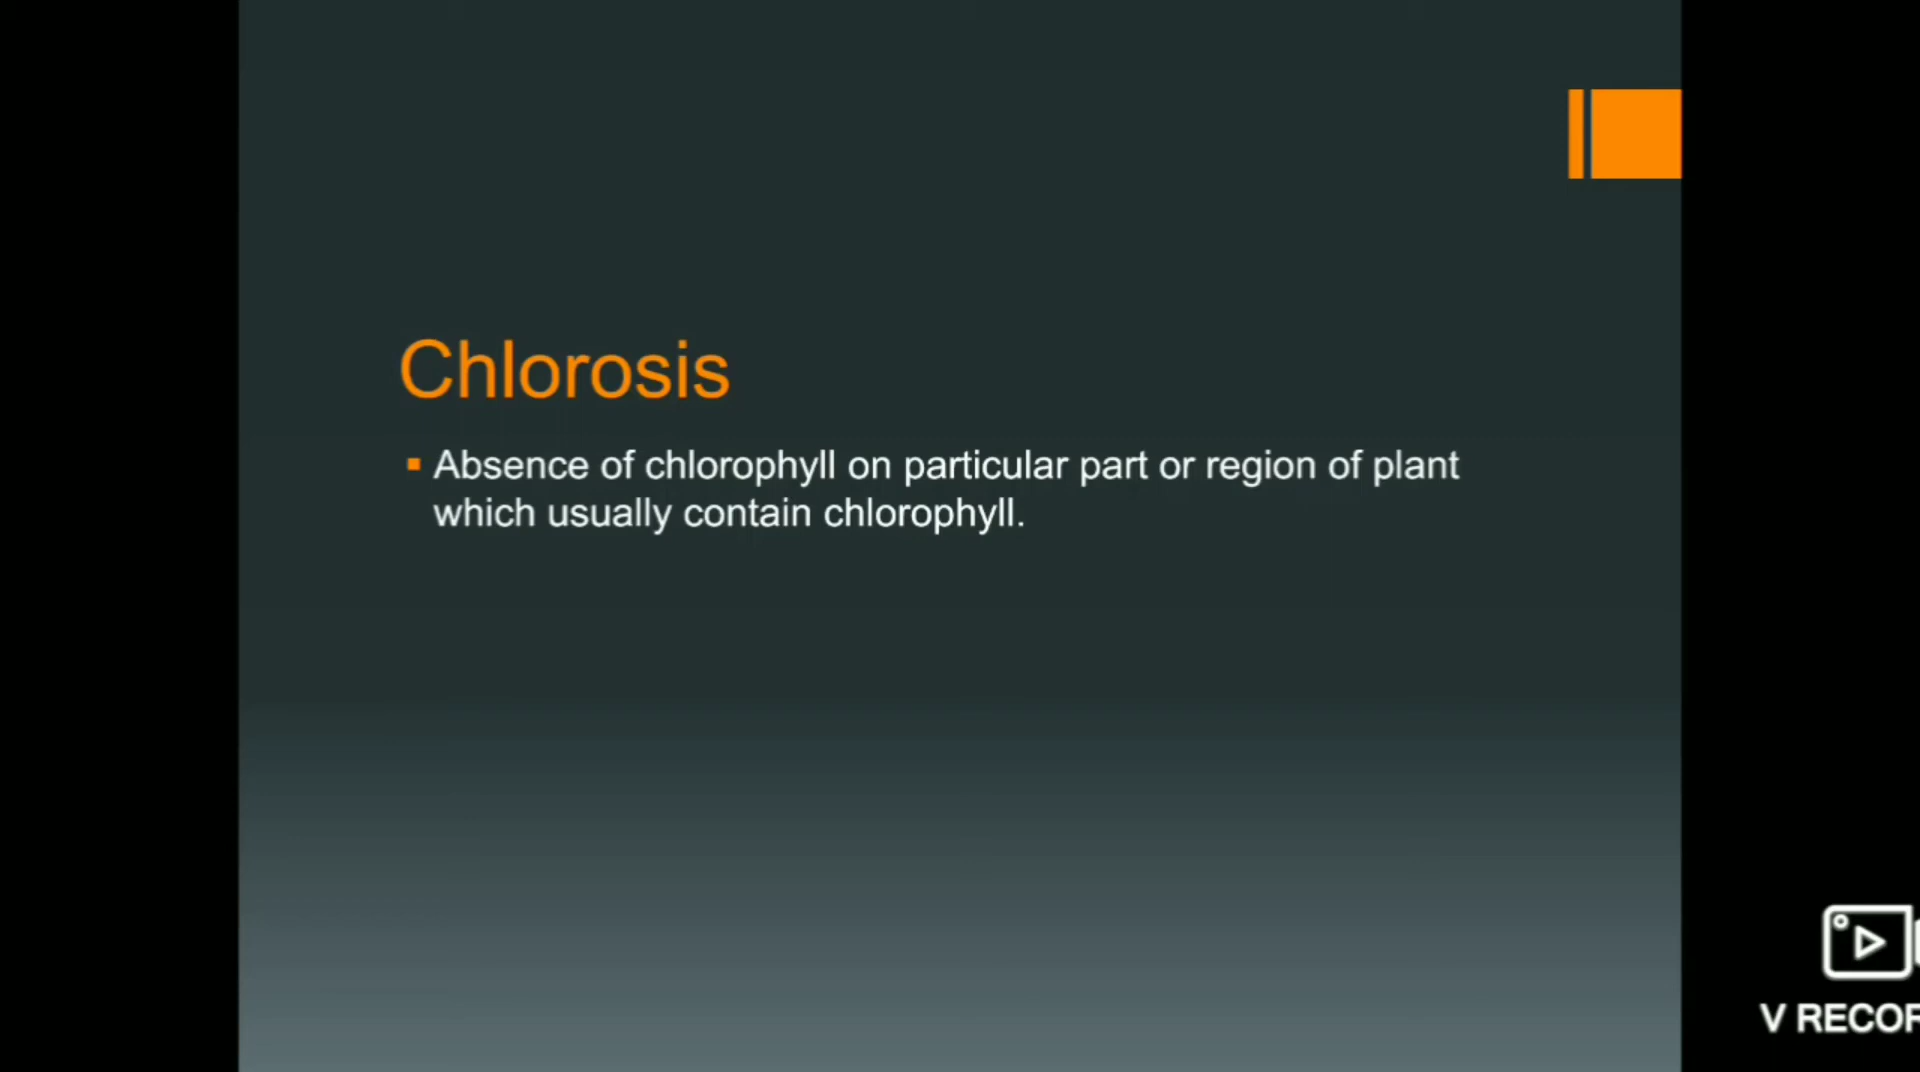 Chlorosis
Absence of chlorophyll on particular part or region of plant
which usually contain chlorophyll.
V RECOR